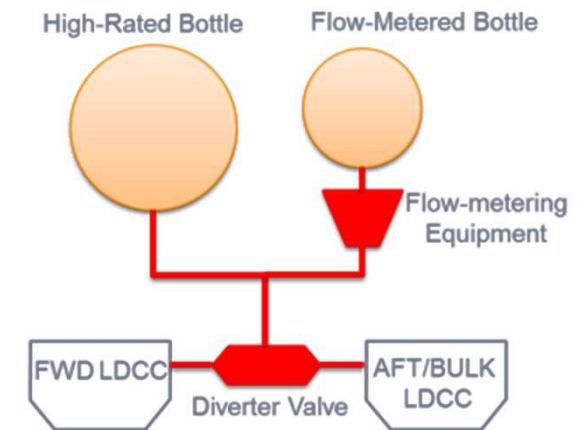 High-Rated Bottle
Flow-Metered Bottle
Flow-metering
Equipment
FWD LDCC
AFT/BULK
LDCC
Diverter Valve